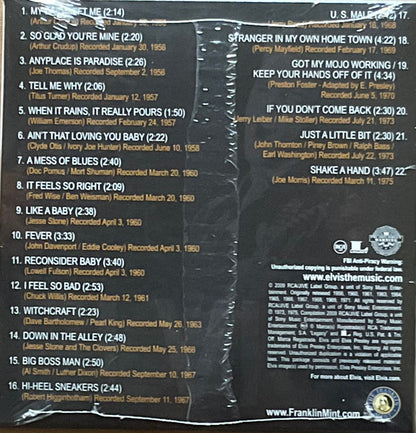 1. MY BABY LEFT ME (2:14)
(Arthur Crudup) Recorded January 30, 1956
2. SO GLAD YOU'RE MINE (2:20)
(Arthur Crudup) Recorded January 30, 1956
3. ANYPLACE IS PARADISE (2:26)
(Joe Thomas) Recorded September 2, 1956
4. TELL ME WHY (2:06)
(Titus Turner) Recorded January 12, 1957
5. WHEN IT RAINS, IT REALLY POURS (1:50)
(William Emerson) Recorded February 24, 1957
6. AIN'T THAT LOVING YOU BABY (2:22)
(Clyde Otis / Ivory Joe Hunter) Recorded June 10, 1958
7. A MESS OF BLUES (2:40)
(Doc Pomus / Mort Shuman) Recorded March 20, 1960
8. IT FEELS SO RIGHT (2:09)
(Fred Wise / Ben Weisman) Recorded March 20, 1960
9. LIKE A BABY (2:38)
(Jesse Stone) Recorded April 3, 1960
10. FEVER (3:33)
(John Davenport / Eddie Cooley) Recorded April 3, 1960
11. RECONSIDER BABY (3:40)
(Lowell Fulson) Recorded April 3, 1960
12. I FEEL SO BAD (2:53)
(Chuck Willis) Recorded March 12, 1961
13. WITCHCRAFT (2:23)
(Dave Bartholomew / Pearl King) Recorded May 26, 1963
14. DOWN IN THE ALLEY (2:48)
(Jesse Stone and The Clovers) Recorded May 25, 1966
15. BIG BOSS MAN (2:50)
(Al Smith / Luther Dixon) Recorded September 10, 1967
16. HI-HEEL SNEAKERS (2:44)
(Robert Higginbotham) Recorded September 11, 1967
U.S. MALE (2:42) 17.
Recorded January 18, 1968
STRANGER IN MY OWN HOME TOWN (4:22) 18.
(Percy Mayfield) Recorded February 17, 1969
GOT MY MOJO WORKING / 19.
KEEP YOUR HANDS OFF OF IT (4:34)
(Preston Foster - Adapted by E. Presley)
Recorded June 5, 1970
IF YOU DON'T COME BACK (2:30) 20.
(Jerry Leiber / Mike Stoller) Recorded July 21, 1973
JUST A LITTLE BIT (2:30) 21.
(John Thornton / Piney Brown / Ralph Bass /
Earl Washington) Recorded July 22, 1973
SHAKE A HAND (3:47) 22.
(Joe Morris) Recorded March 11, 1975
RCA
www.elvisthemusic.com
FBI Anti-Piracy Warning:
Unauthorized copying is punishable under federal law.
For more about Elvis, visit Elvis.com.
www.FranklinMint.com